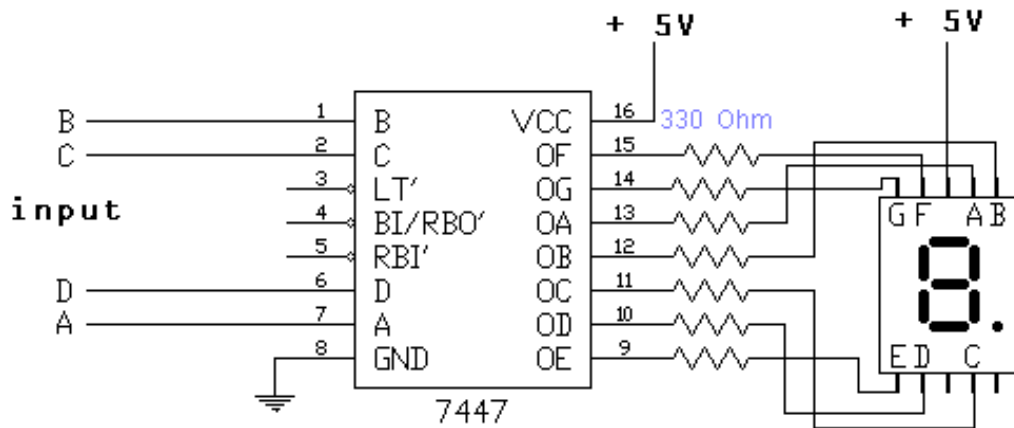 + 5V + 5V
B 1 B VCC 16 330 Ohm
C 2 C OF 15
3 LT' OG 14
input 4 BI/RBO' OA 13
5 RBI' OB 12
D 6 D OC 11
A 7 A OD 10
8 GND OE 9
G F A B
E D C
7447